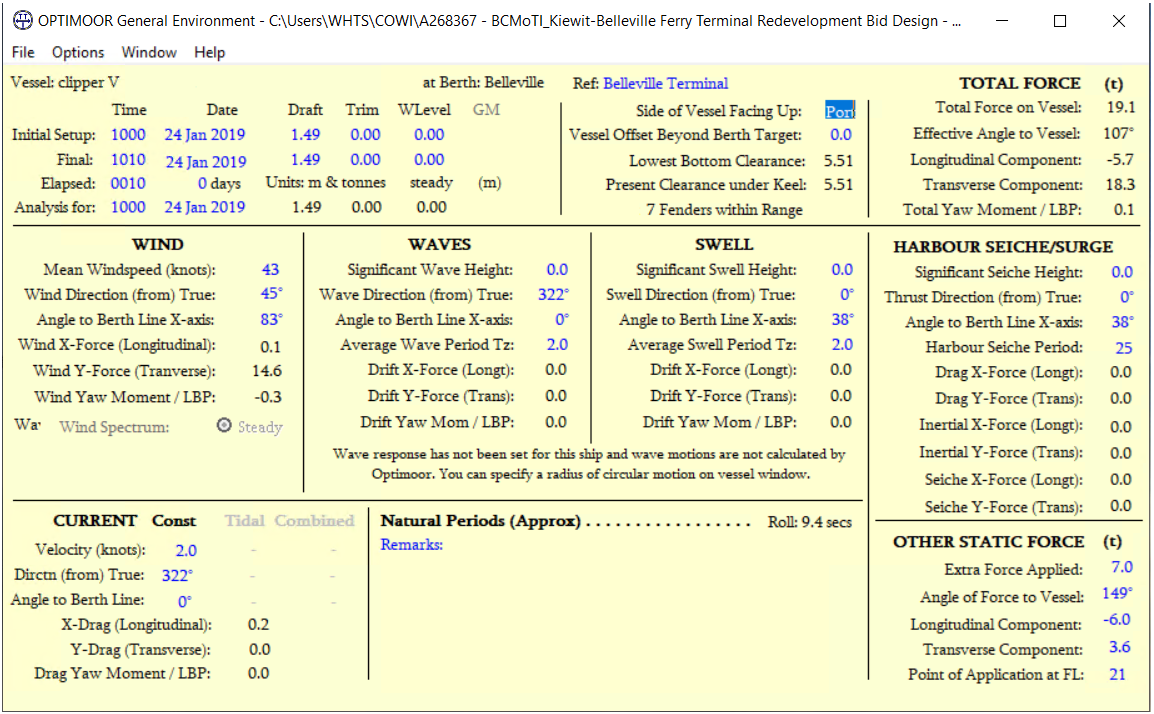 OPTIMOOR General Environment - C:\Users\WHTS\COWI\A268367 - BCMoTI_Kiewit-Belleville Ferry Terminal Redevelopment Bid Design - ...
File Options Window Help
Vessel: clipper V at Berth: Belleville Ref: Belleville Terminal
Time Date Draft Trim WLevel GM
Initial Setup: 1000 24 Jan 2019 1.49 0.00 0.00
Final: 1010 24 Jan 2019 1.49 0.00 0.00
Elapsed: 0010 0 days Units: m & tonnes steady (m)
Analysis for: 1000 24 Jan 2019 1.49 0.00 0.00
Side of Vessel Facing Up: Port
Vessel Offset Beyond Berth Target: 0.0
Lowest Bottom Clearance: 5.51
Present Clearance under Keel: 5.51
7 Fenders within Range
TOTAL FORCE (t)
Total Force on Vessel: 19.1
Effective Angle to Vessel: 107°
Longitudinal Component: -5.7
Transverse Component: 18.3
Total Yaw Moment / LBP: 0.1
WIND
Mean Windspeed (knots): 43
Wind Direction (from) True: 45°
Angle to Berth Line X-axis: 83°
Wind X-Force (Longitudinal): 0.1
Wind Y-Force (Tranverse): 14.6
Wind Yaw Moment / LBP: -0.3
Wa Wind Spectrum: Steady
WAVES
Significant Wave Height: 0.0
Wave Direction (from) True: 322°
Angle to Berth Line X-axis: 0°
Average Wave Period Tz: 2.0
Drift X-Force (Longt): 0.0
Drift Y-Force (Trans): 0.0
Drift Yaw Mom / LBP: 0.0
SWELL
Significant Swell Height: 0.0
Swell Direction (from) True: 0°
Angle to Berth Line X-axis: 38°
Average Swell Period Tz: 2.0
Drift X-Force (Longt): 0.0
Drift Y-Force (Trans): 0.0
Drift Yaw Mom / LBP: 0.0
Wave response has not been set for this ship and wave motions are not calculated by
Optimoor. You can specify a radius of circular motion on vessel window.
HARBOUR SEICHE/SURGE
Significant Seiche Height: 0.0
Thrust Direction (from) True: 0°
Angle to Berth Line X-axis: 38°
Harbour Seiche Period: 25
Drag X-Force (Longt): 0.0
Drag Y-Force (Trans): 0.0
Inertial X-Force (Longt): 0.0
Inertial Y-Force (Trans): 0.0
Seiche X-Force (Longt): 0.0
Seiche Y-Force (Trans): 0.0
CURRENT Const Tidal Combined
Velocity (knots): 2.0 - -
Dirctn (from) True: 322° - -
Angle to Berth Line: 0° - -
X-Drag (Longitudinal): 0.2
Y-Drag (Transverse): 0.0
Drag Yaw Moment / LBP: 0.0
Natural Periods (Approx) . . . . . . . . . . . . . . . . . Roll: 9.4 secs
Remarks:
OTHER STATIC FORCE (t)
Extra Force Applied: 7.0
Angle of Force to Vessel: 149°
Longitudinal Component: -6.0
Transverse Component: 3.6
Point of Application at FL: 21